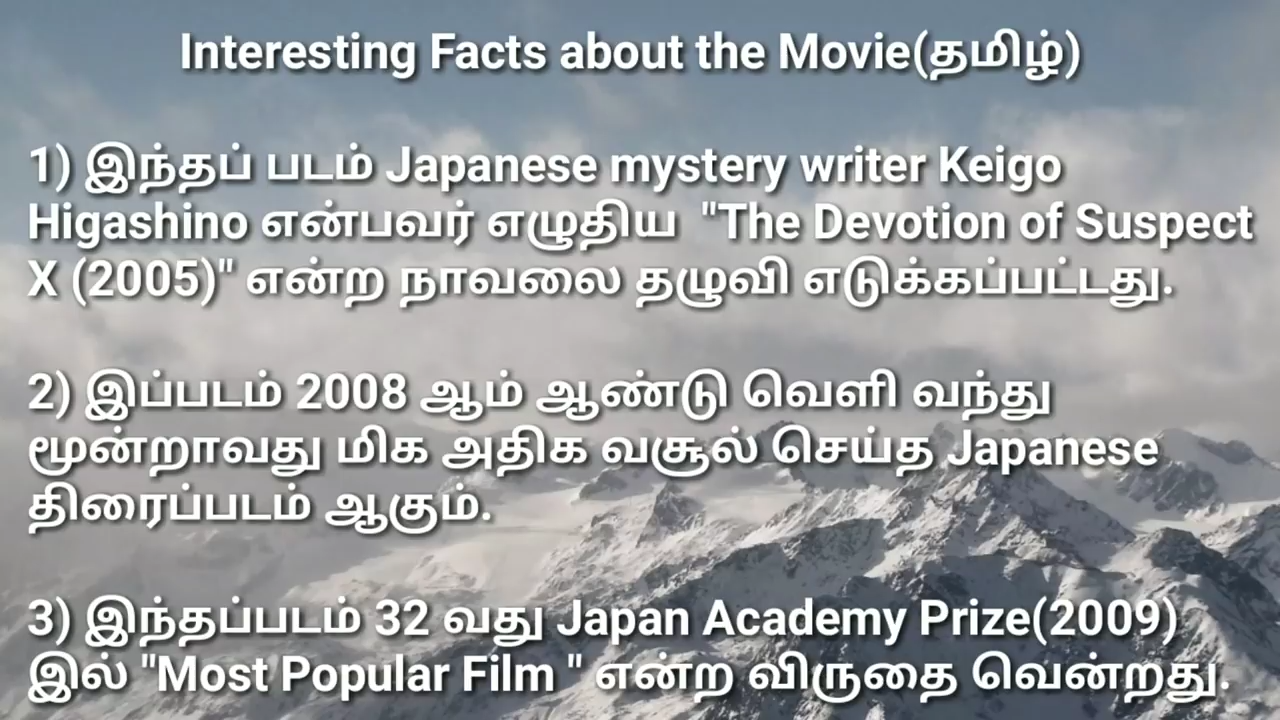 Interesting Facts about the Movie(தமிழ்)
1) இந்தப் படம் Japanese mystery writer Keigo
Higashino என்பவர் எழுதிய "The Devotion of Suspect
X (2005)" என்ற நாவலை தழுவி எடுக்கப்பட்டது.
2) இப்படம் 2008 ஆம் ஆண்டு வெளி வந்து
மூன்றாவது மிக அதிக வசூல் செய்த Japanese
திரைப்படம் ஆகும்.
3) இந்தப்படம் 32 வது Japan Academy Prize(2009)
இல் "Most Popular Film " என்ற விருதை வென்றது.